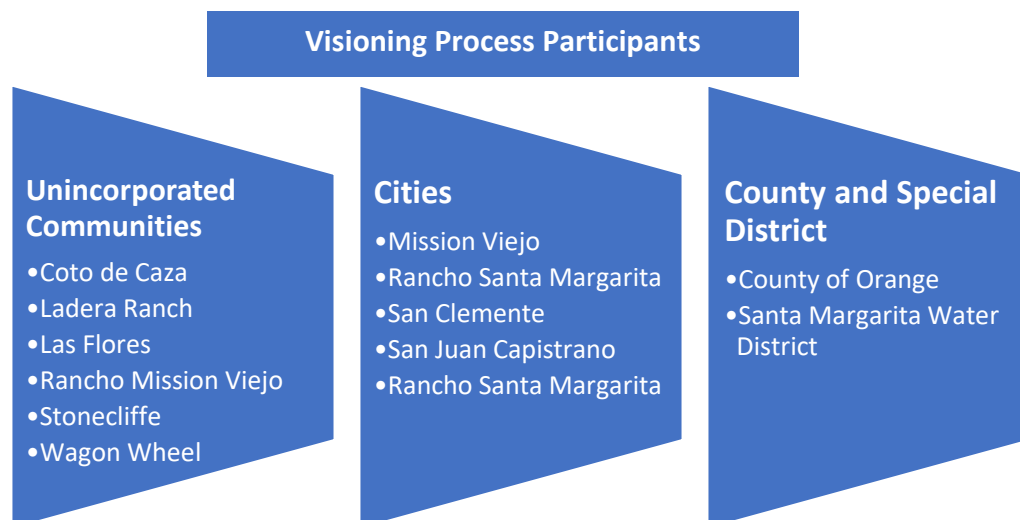 Visioning Process Participants
Unincorporated
Communities
•Coto de Caza
•Ladera Ranch
•Las Flores
•Rancho Mission Viejo
•Stonecliffe
•Wagon Wheel
Cities
•Mission Viejo
•Rancho Santa Margarita
•San Clemente
•San Juan Capistrano
•Rancho Santa Margarita
County and Special
District
•County of Orange
•Santa Margarita Water
District